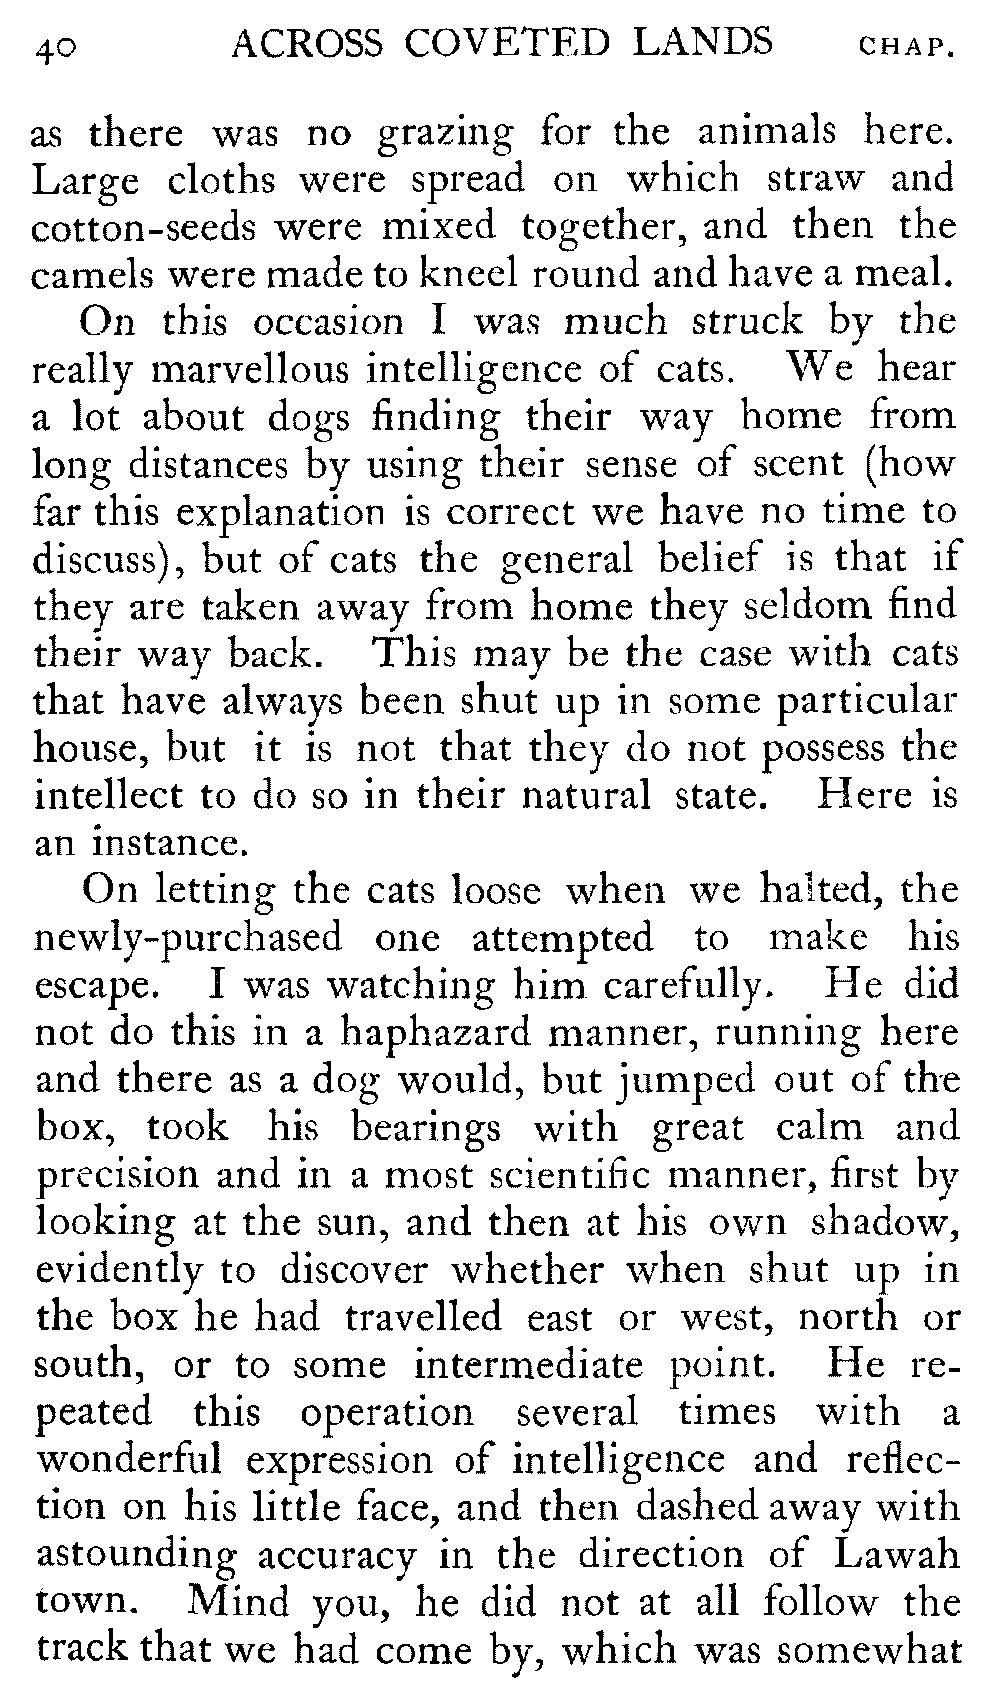 40 ACROSS COVETED LANDS CHAP.
as there was no grazing for the animals here.
Large cloths were spread on which straw and
cotton-seeds were mixed together, and then the
camels were made to kneel round and have a meal.
On this occasion I was much struck by the
really marvellous intelligence of cats. We hear
a lot about dogs finding their way home from
long distances by using their sense of scent (how
far this explanation is correct we have no time to
discuss), but of cats the general belief is that if
they are taken away from home they seldom find
their way back. This may be the case with cats
that have always been shut up in some particular
house, but it is not that they do not possess the
intellect to do so in their natural state. Here is
an instance.
On letting the cats loose when we halted, the
newly-purchased one attempted to make his
escape. I was watching him carefully. He did
not do this in a haphazard manner, running here
and there as a dog would, but jumped out of the
box, took his bearings with great calm and
precision and in a most scientific manner, first by
looking at the sun, and then at his own shadow,
evidently to discover whether when shut up in
the box he had travelled east or west, north or
south, or to some intermediate point. He re-
peated this operation several times with a
wonderful expression of intelligence and reflec-
tion on his little face, and then dashed away with
astounding accuracy in the direction of Lawah
town. Mind you, he did not at all follow the
track that we had come by, which was somewhat